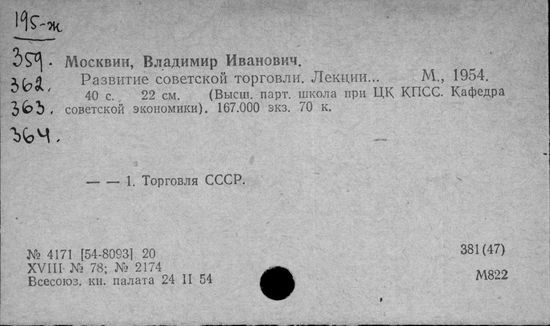 195-ж
359. Москвин, Владимир Иванович.
362. Развитие советской торговли. Лекции... М., 1954.
40 с. 22 см. (Высш. парт. школа при ЦК КПСС. Кафедра
363. советской экономики). 167.000 экз. 70 к.
364.
— — 1. Торговля СССР.
№ 4171 [54-8093] 20 381(47)
XVIII № 78; № 2174
Всесоюз. кн. палата 24 II 54 М822